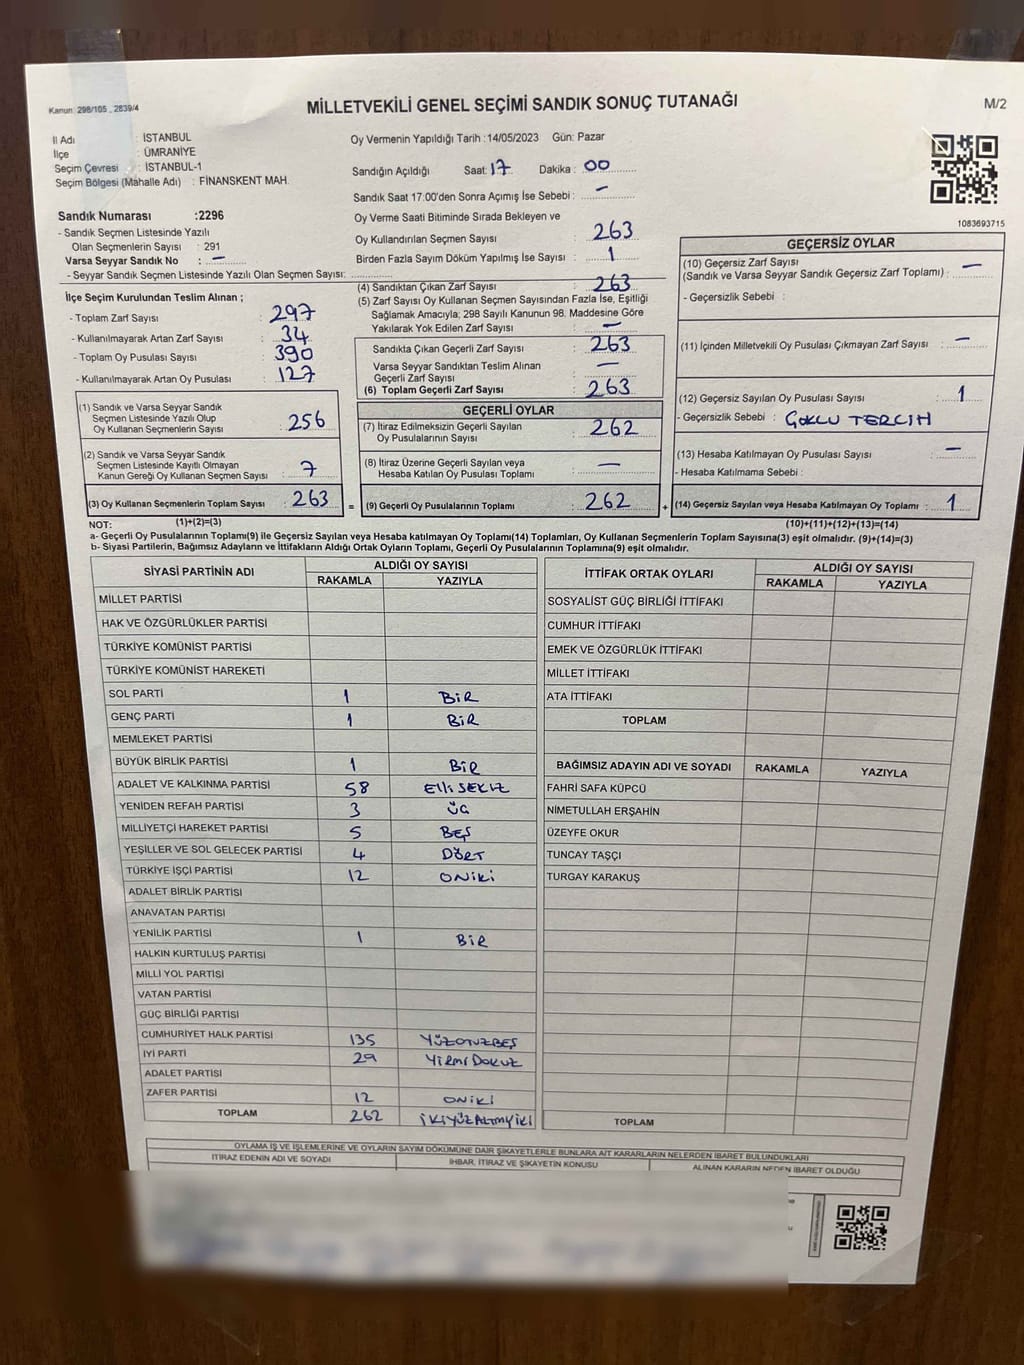 Kanun: 298/105 , 2839/4
MİLLETVEKİLİ GENEL SEÇİMİ SANDIK SONUÇ TUTANAĞI
M/2
İl Adı : İSTANBUL
İlçe : ÜMRANİYE
Seçim Çevresi : İSTANBUL-1
Seçim Bölgesi (Mahalle Adı) : FİNANSKENT MAH.
Sandık Numarası :2296
- Sandık Seçmen Listesinde Yazılı
Olan Seçmenlerin Sayısı : 291
Varsa Seyyar Sandık No : -
- Seyyar Sandık Seçmen Listesinde Yazılı Olan Seçmen Sayısı:
Oy Vermenin Yapıldığı Tarih :14/05/2023 Gün: Pazar
Sandığın Açıldığı Saat: 17 Dakika : 00
Sandık Saat 17:00'den Sonra Açımış İse Sebebi : -
Oy Verme Saati Bitiminde Sırada Bekleyen ve
Oy Kullandırılan Seçmen Sayısı : 263
Birden Fazla Sayım Döküm Yapılmış İse Sayısı : 1
1083693715
İlçe Seçim Kurulundan Teslim Alınan ;
- Toplam Zarf Sayısı : 297
- Kullanılmayarak Artan Zarf Sayısı : 34
- Toplam Oy Pusulası Sayısı : 390
- Kullanılmayarak Artan Oy Pusulası : 127
(1) Sandık ve Varsa Seyyar Sandık
Seçmen Listesinde Yazılı Olup
Oy Kullanan Seçmenlerin Sayısı : 256
(2) Sandık ve Varsa Seyyar Sandık
Seçmen Listesinde Kayıtlı Olmayan
Kanun Gereği Oy Kullanan Seçmen Sayısı : 7
(3) Oy Kullanan Seçmenlerin Toplam Sayısı : 263
(1)+(2)=(3)
(4) Sandıktan Çıkan Zarf Sayısı : 263
(5) Zarf Sayısı Oy Kullanan Seçmen Sayısından Fazla İse, Eşitliği
Sağlamak Amacıyla; 298 Sayılı Kanunun 98. Maddesine Göre
Yakılarak Yok Edilen Zarf Sayısı : -
Sandıkta Çıkan Geçerli Zarf Sayısı : 263
Varsa Seyyar Sandıktan Teslim Alınan
Geçerli Zarf Sayısı : -
(6) Toplam Geçerli Zarf Sayısı : 263
GEÇERLİ OYLAR
(7) İtiraz Edilmeksizin Geçerli Sayılan
Oy Pusulalarının Sayısı : 262
(8) İtiraz Üzerine Geçerli Sayılan veya
Hesaba Katılan Oy Pusulası Toplamı : -
= (9) Geçerli Oy Pusulalarının Toplamı : 262
GEÇERSİZ OYLAR
(10) Geçersiz Zarf Sayısı
(Sandık ve Varsa Seyyar Sandık Geçersiz Zarf Toplamı) : -
- Geçersizlik Sebebi :
(11) İçinden Milletvekili Oy Pusulası Çıkmayan Zarf Sayısı : -
(12) Geçersiz Sayılan Oy Pusulası Sayısı : 1
- Geçersizlik Sebebi : ÇOKLU TERCİH
(13) Hesaba Katılmayan Oy Pusulası Sayısı : -
- Hesaba Katılmama Sebebi :
+ (14) Geçersiz Sayılan veya Hesaba Katılmayan Oy Toplamı : 1
(10)+(11)+(12)+(13)=(14)
NOT:
a- Geçerli Oy Pusulalarının Toplamı(9) ile Geçersiz Sayılan veya Hesaba katılmayan Oy Toplamı(14) Toplamları, Oy Kullanan Seçmenlerin Toplam Sayısına(3) eşit olmalıdır. (9)+(14)=(3)
b- Siyasi Partilerin, Bağımsız Adayların ve İttifakların Aldığı Ortak Oyların Toplamı, Geçerli Oy Pusulalarının Toplamına(9) eşit olmalıdır.
SİYASİ PARTİNİN ADI ALDIĞI OY SAYISI
RAKAMLA YAZIYLA
MİLLET PARTİSİ
HAK VE ÖZGÜRLÜKLER PARTİSİ
TÜRKİYE KOMÜNİST PARTİSİ
TÜRKİYE KOMÜNİST HAREKETİ
SOL PARTİ 1 BİR
GENÇ PARTİ 1 BİR
MEMLEKET PARTİSİ
BÜYÜK BİRLİK PARTİSİ 1 BİR
ADALET VE KALKINMA PARTİSİ 58 ELLİ SEKİZ
YENİDEN REFAH PARTİSİ 3 ÜÇ
MİLLİYETÇİ HAREKET PARTİSİ 5 BEŞ
YEŞİLLER VE SOL GELECEK PARTİSİ 4 DÖRT
TÜRKİYE İŞÇİ PARTİSİ 12 ONİKİ
ADALET BİRLİK PARTİSİ
ANAVATAN PARTİSİ
YENİLİK PARTİSİ 1 BİR
HALKIN KURTULUŞ PARTİSİ
MİLLİ YOL PARTİSİ
VATAN PARTİSİ
GÜÇ BİRLİĞİ PARTİSİ
CUMHURİYET HALK PARTİSİ 135 YÜZOTUZBEŞ
İYİ PARTİ 29 YİRMİDOKUZ
ADALET PARTİSİ
ZAFER PARTİSİ 12 ONİKİ
TOPLAM 262 İKİYÜZALTMIŞİKİ
İTTİFAK ORTAK OYLARI ALDIĞI OY SAYISI
RAKAMLA YAZIYLA
SOSYALİST GÜÇ BİRLİĞİ İTTİFAKI
CUMHUR İTTİFAKI
EMEK VE ÖZGÜRLÜK İTTİFAKI
MİLLET İTTİFAKI
ATA İTTİFAKI
TOPLAM
BAĞIMSIZ ADAYIN ADI VE SOYADI RAKAMLA YAZIYLA
FAHRİ SAFA KÜPCÜ
NİMETULLAH ERŞAHİN
ÜZEYFE OKUR
TUNCAY TAŞÇI
TURGAY KARAKUŞ
TOPLAM
OYLAMA İŞ VE İŞLEMLERİNE VE OYLARIN SAYIM DÖKÜMÜNE DAİR ŞİKAYETLERLE BUNLARA AİT KARARLARIN NELERDEN İBARET BULUNDUKLARI
İTİRAZ EDENİN ADI VE SOYADI İHBAR, İTİRAZ VE ŞİKAYETİN KONUSU ALINAN KARARIN NEDEN İBARET OLDUĞU